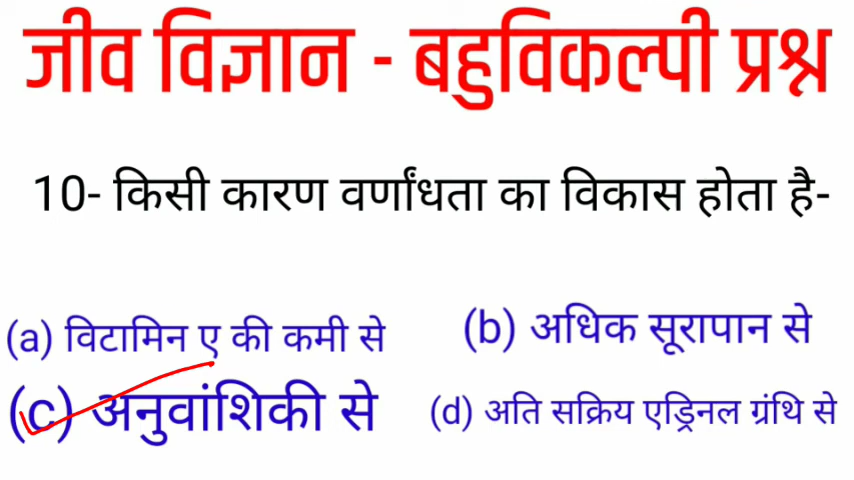 जीव विज्ञान - बहुविकल्पी प्रश्न
10- किसी कारण वर्णांधता का विकास होता है-
(a) विटामिन ए की कमी से (b) अधिक सूरापान से
(c) अनुवांशिकी से (d) अति सक्रिय एड्रिनल ग्रंथि से